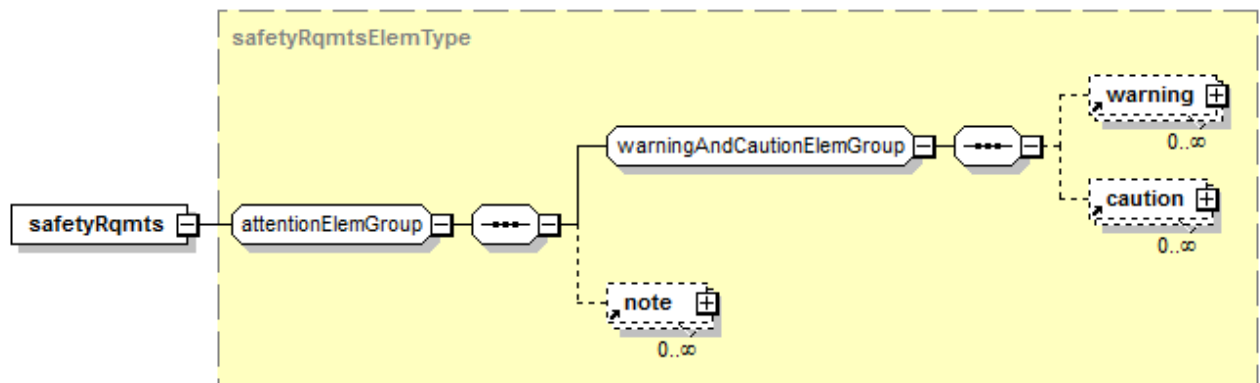 safetyRqmtsElemType
warning
0..∞
warningAndCautionElemGroup
caution
0..∞
safetyRqmts
attentionElemGroup
note
0..∞